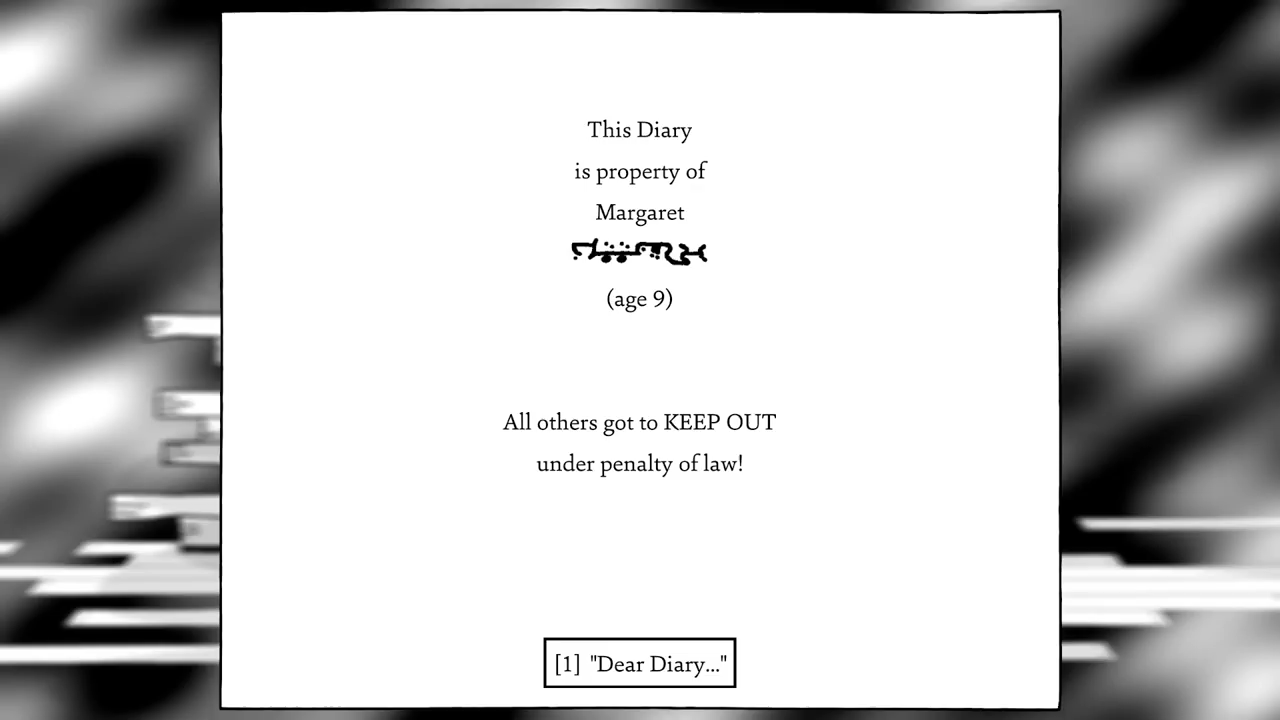 This Diary
is property of
Margaret
(age 9)
All others got to KEEP OUT
under penalty of law!
[1] "Dear Diary..."